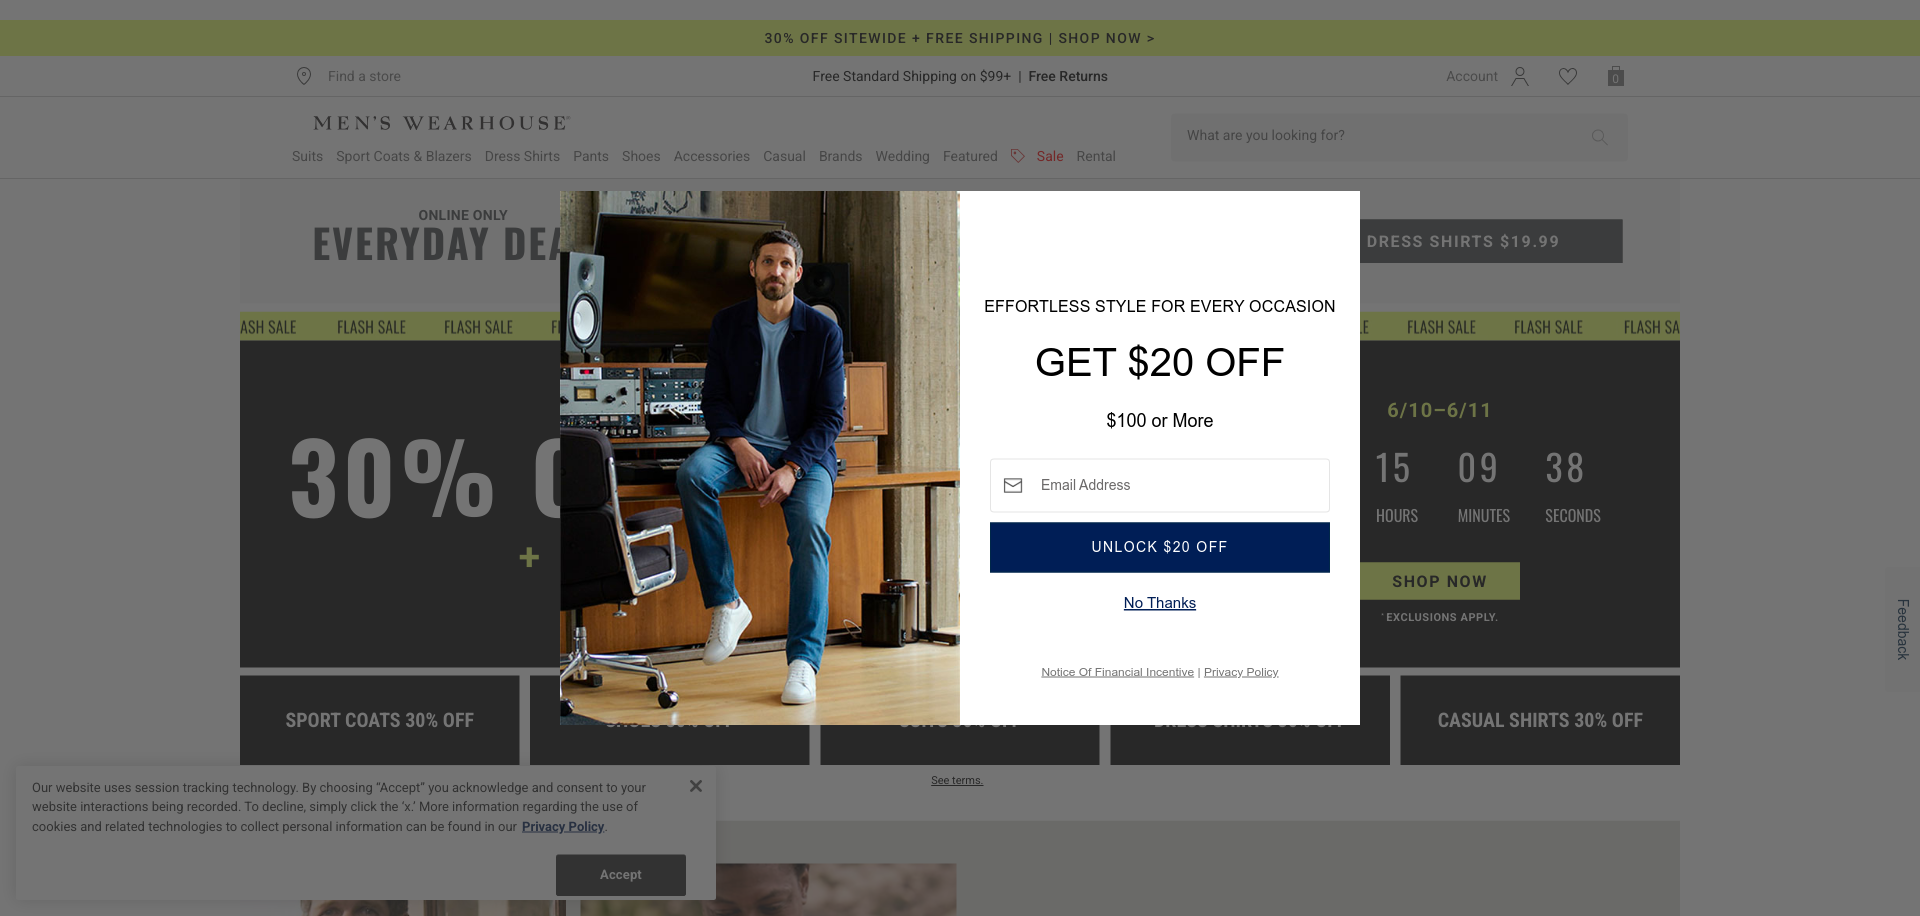 30% OFF SITEWIDE + FREE SHIPPING | SHOP NOW >
Find a store
Free Standard Shipping on $99+ | Free Returns
Account
0
MEN'S WEARHOUSE
What are you looking for?
Suits Sport Coats & Blazers Dress Shirts Pants Shoes Accessories Casual Brands Wedding Featured Sale Rental
ONLINE ONLY
EVERYDAY DEA
DRESS SHIRTS $19.99
ASH SALE FLASH SALE FLASH SALE
FLASH SALE FLASH SALE FLASH SA
30%
+
6/10–6/11
15 09 38
HOURS MINUTES SECONDS
SHOP NOW
*EXCLUSIONS APPLY.
EFFORTLESS STYLE FOR EVERY OCCASION
GET $20 OFF
$100 or More
Email Address
UNLOCK $20 OFF
No Thanks
Notice Of Financial Incentive | Privacy Policy
Feedback
SPORT COATS 30% OFF
CASUAL SHIRTS 30% OFF
See terms.
Our website uses session tracking technology. By choosing “Accept” you acknowledge and consent to your
website interactions being recorded. To decline, simply click the ‘x.’ More information regarding the use of
cookies and related technologies to collect personal information can be found in our Privacy Policy.
Accept